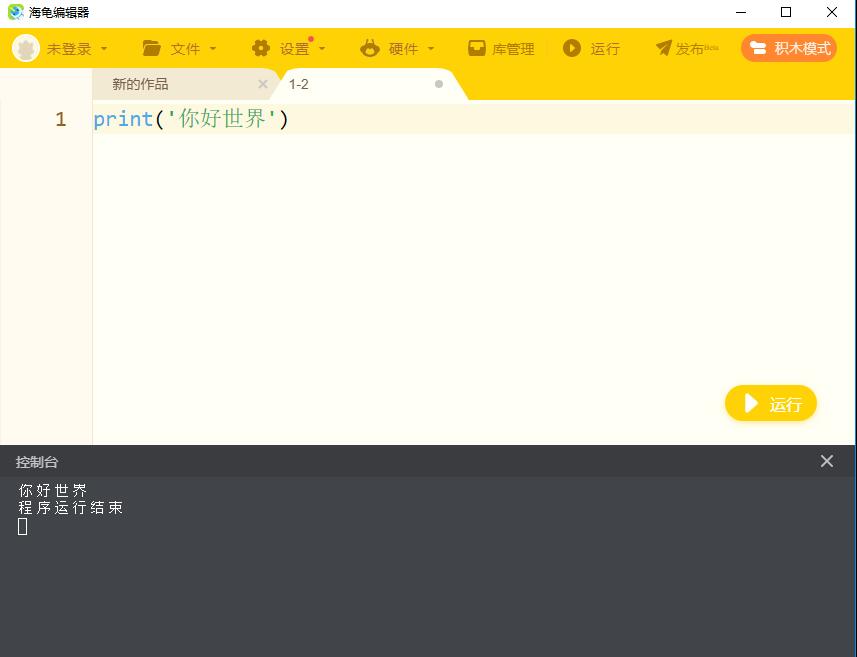 海龟编辑器
未登录 文件 设置 硬件 库管理 运行 发布Beta 积木模式
新的作品 1-2
1 print('你好世界')
运行
控制台
你好世界
程序运行结束